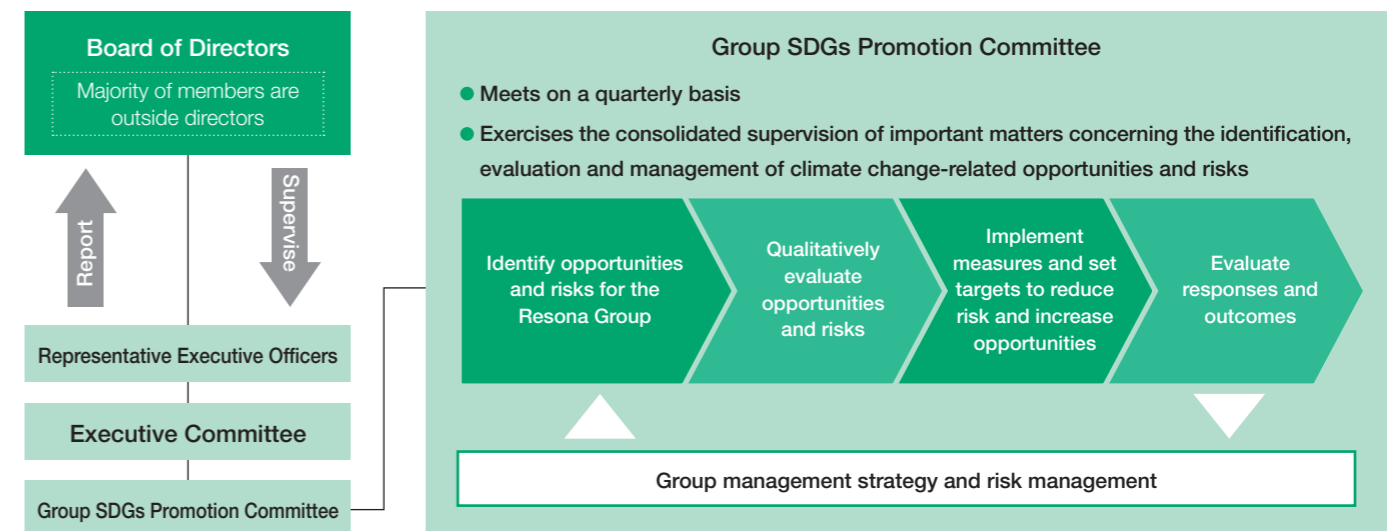 Board of Directors
Majority of members are
outside directors
Report
Supervise
Representative Executive Officers
Executive Committee
Group SDGs Promotion Committee
Group SDGs Promotion Committee
● Meets on a quarterly basis
● Exercises the consolidated supervision of important matters concerning the identification,
evaluation and management of climate change-related opportunities and risks
Identify opportunities
and risks for the
Resona Group
Qualitatively
evaluate
opportunities
and risks
Implement
measures and set
targets to reduce
risk and increase
opportunities
Evaluate
responses and
outcomes
Group management strategy and risk management